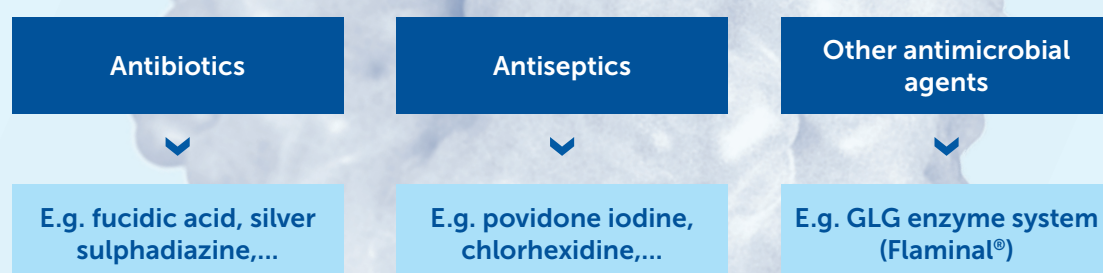 Antibiotics
Antiseptics
Other antimicrobial
agents
E.g. fucidic acid, silver
sulphadiazine,...
E.g. povidone iodine,
chlorhexidine,...
E.g. GLG enzyme system
(Flaminal®)